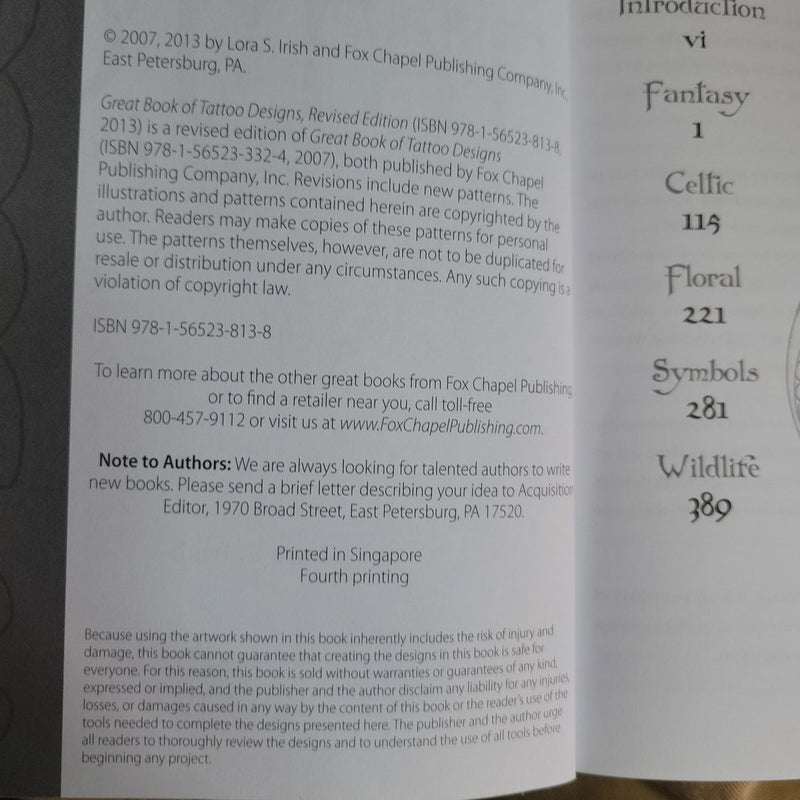 © 2007, 2013 by Lora S. Irish and Fox Chapel Publishing Company, Inc.
East Petersburg, PA.
Great Book of Tattoo Designs, Revised Edition (ISBN 978-1-56523-813-8,
2013) is a revised edition of Great Book of Tattoo Designs
(ISBN 978-1-56523-332-4, 2007), both published by Fox Chapel
Publishing Company, Inc. Revisions include new patterns. The
illustrations and patterns contained herein are copyrighted by the
author. Readers may make copies of these patterns for personal
use. The patterns themselves, however, are not to be duplicated for
resale or distribution under any circumstances. Any such copying is a
violation of copyright law.
ISBN 978-1-56523-813-8
To learn more about the other great books from Fox Chapel Publishing,
or to find a retailer near you, call toll-free
800-457-9112 or visit us at www.FoxChapelPublishing.com.
Note to Authors: We are always looking for talented authors to write
new books. Please send a brief letter describing your idea to Acquisition
Editor, 1970 Broad Street, East Petersburg, PA 17520.
Printed in Singapore
Fourth printing
Because using the artwork shown in this book inherently includes the risk of injury and
damage, this book cannot guarantee that creating the designs in this book is safe for
everyone. For this reason, this book is sold without warranties or guarantees of any kind,
expressed or implied, and the publisher and the author disclaim any liability for any injuries,
losses, or damages caused in any way by the content of this book or the reader's use of the
tools needed to complete the designs presented here. The publisher and the author urge
all readers to thoroughly review the designs and to understand the use of all tools before
beginning any project.
Introduction
vi
Fantasy
1
Celtic
115
Floral
221
Symbols
281
Wildlife
389